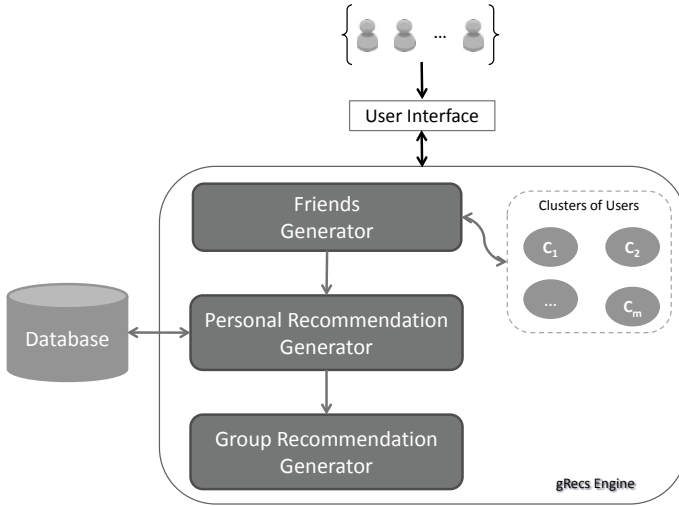 ...
User Interface
Friends
Generator
Clusters of Users
C1
C2
...
Cm
Database
Personal Recommendation
Generator
Group Recommendation
Generator
gRecs Engine